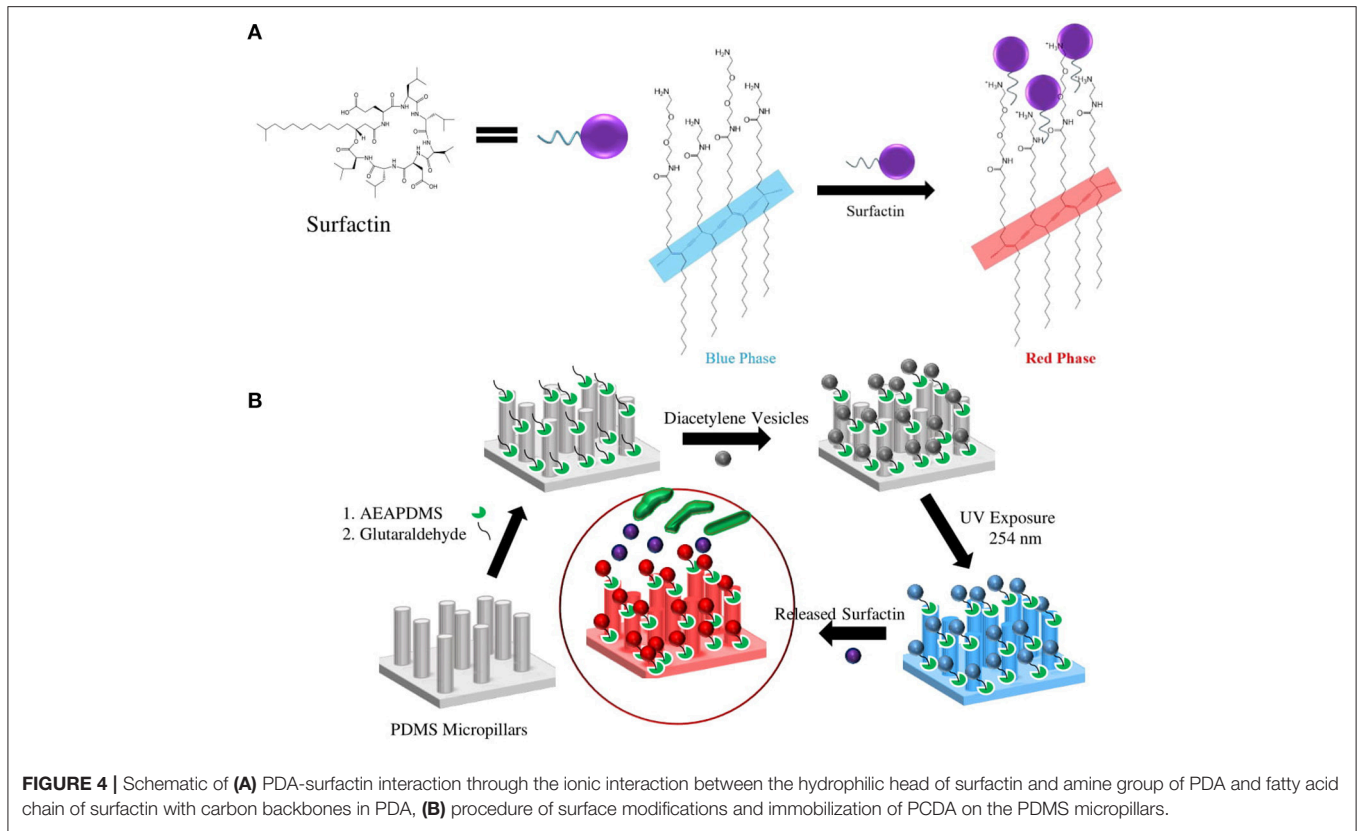 A
Surfactin
Surfactin
Blue Phase
Red Phase
B
Diacetylene Vesicles
1. AEAPDMS
2. Glutaraldehyde
UV Exposure
254 nm
Released Surfactin
PDMS Micropillars
FIGURE 4 | Schematic of (A) PDA-surfactin interaction through the ionic interaction between the hydrophilic head of surfactin and amine group of PDA and fatty acid
chain of surfactin with carbon backbones in PDA, (B) procedure of surface modifications and immobilization of PCDA on the PDMS micropillars.